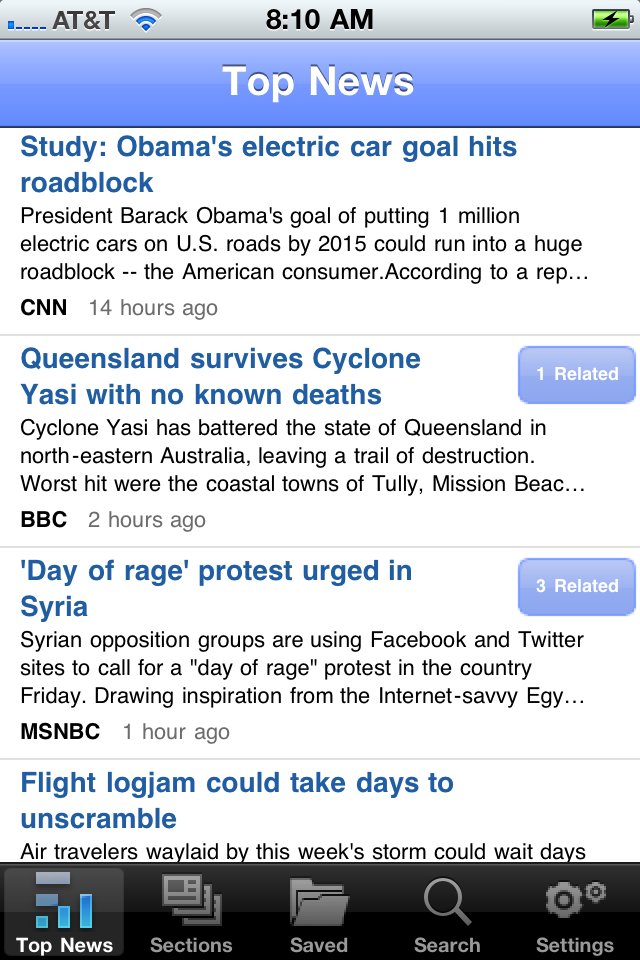 AT&T 8:10 AM
Top News
Study: Obama's electric car goal hits
roadblock
President Barack Obama's goal of putting 1 million
electric cars on U.S. roads by 2015 could run into a huge
roadblock -- the American consumer.According to a rep...
CNN 14 hours ago
Queensland survives Cyclone
Yasi with no known deaths
1 Related
Cyclone Yasi has battered the state of Queensland in
north-eastern Australia, leaving a trail of destruction.
Worst hit were the coastal towns of Tully, Mission Beac...
BBC 2 hours ago
'Day of rage' protest urged in
Syria
3 Related
Syrian opposition groups are using Facebook and Twitter
sites to call for a "day of rage" protest in the country
Friday. Drawing inspiration from the Internet-savvy Egy...
MSNBC 1 hour ago
Flight logjam could take days to
unscramble
Air travelers waylaid by this week's storm could wait days
Top News Sections Saved Search Settings